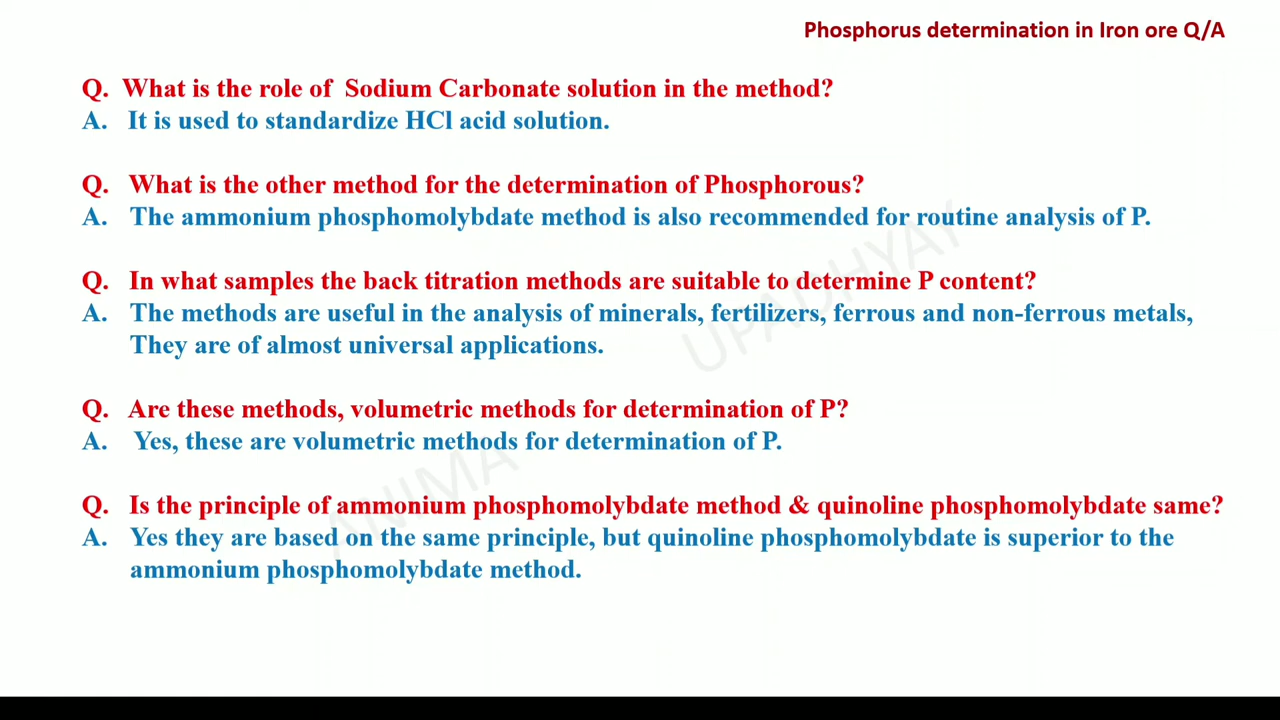 Phosphorus determination in Iron ore Q/A
Q. What is the role of Sodium Carbonate solution in the method?
A. It is used to standardize HCl acid solution.
Q. What is the other method for the determination of Phosphorous?
A. The ammonium phosphomolybdate method is also recommended for routine analysis of P.
Q. In what samples the back titration methods are suitable to determine P content?
A. The methods are useful in the analysis of minerals, fertilizers, ferrous and non-ferrous metals,
They are of almost universal applications.
Q. Are these methods, volumetric methods for determination of P?
A. Yes, these are volumetric methods for determination of P.
Q. Is the principle of ammonium phosphomolybdate method & quinoline phosphomolybdate same?
A. Yes they are based on the same principle, but quinoline phosphomolybdate is superior to the
ammonium phosphomolybdate method.
ANIMA UPADHYAY